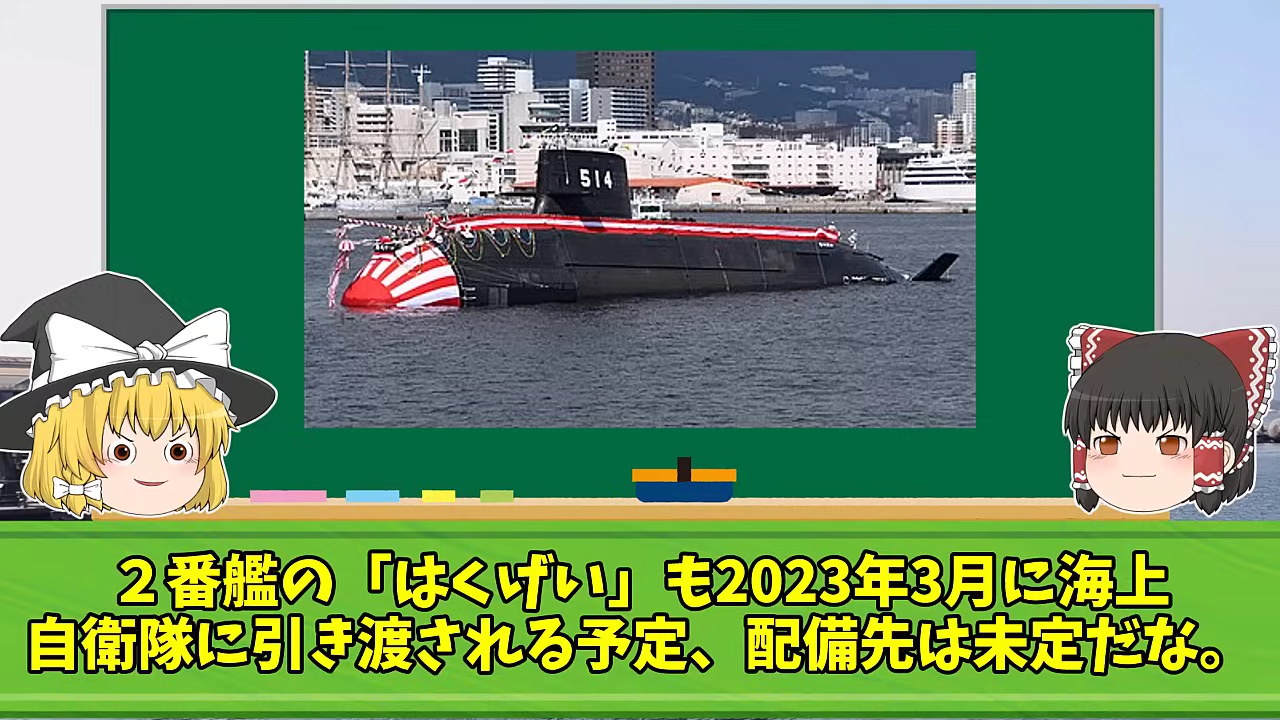 514
２番艦の「はくげい」も2023年3月に海上
自衛隊に引き渡される予定、配備先は未定だな。